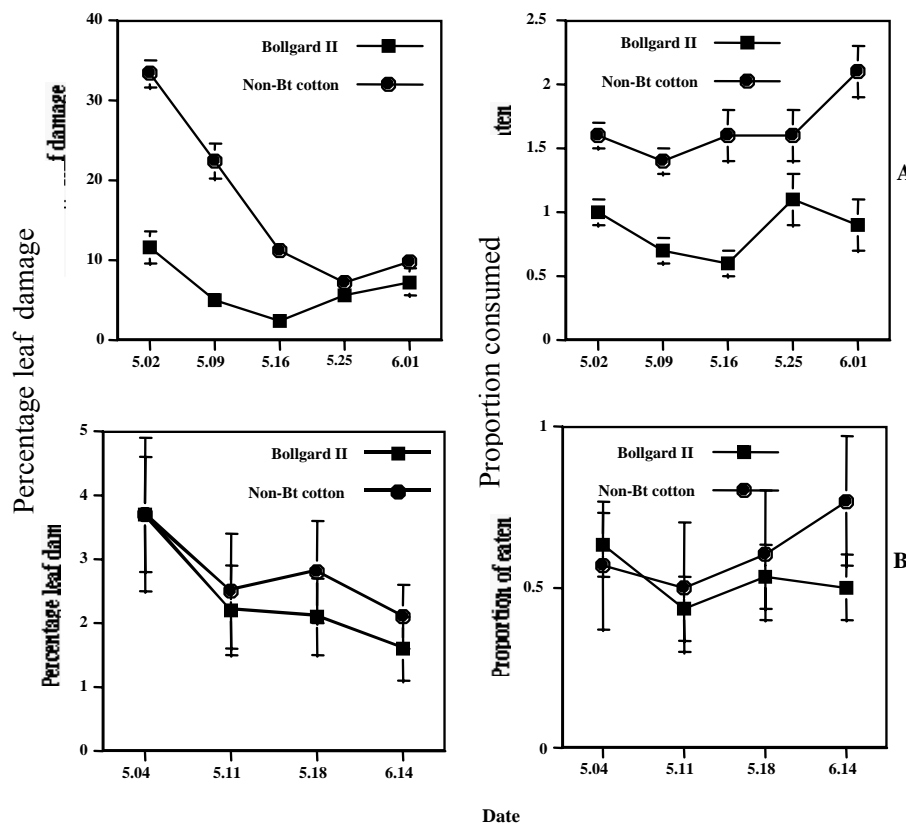 40
30
20
10
0
Bollgard II
Non-Bt cotton
5.02
5.09
5.16
5.25
6.01
Percentage leaf damage
damage
2.5
2
1.5
1
0.5
0
Bollgard II
Non-Bt cotton
5.02
5.09
5.16
5.25
6.01
Proportion consumed
A
5
4
3
2
1
0
Bollgard II
Non-Bt cotton
5.04
5.11
5.18
6.14
Percentage leaf dam
1
0.5
0
Bollgard II
Non-Bt cotton
5.04
5.11
5.18
6.14
Proportion of eaten
B
Date